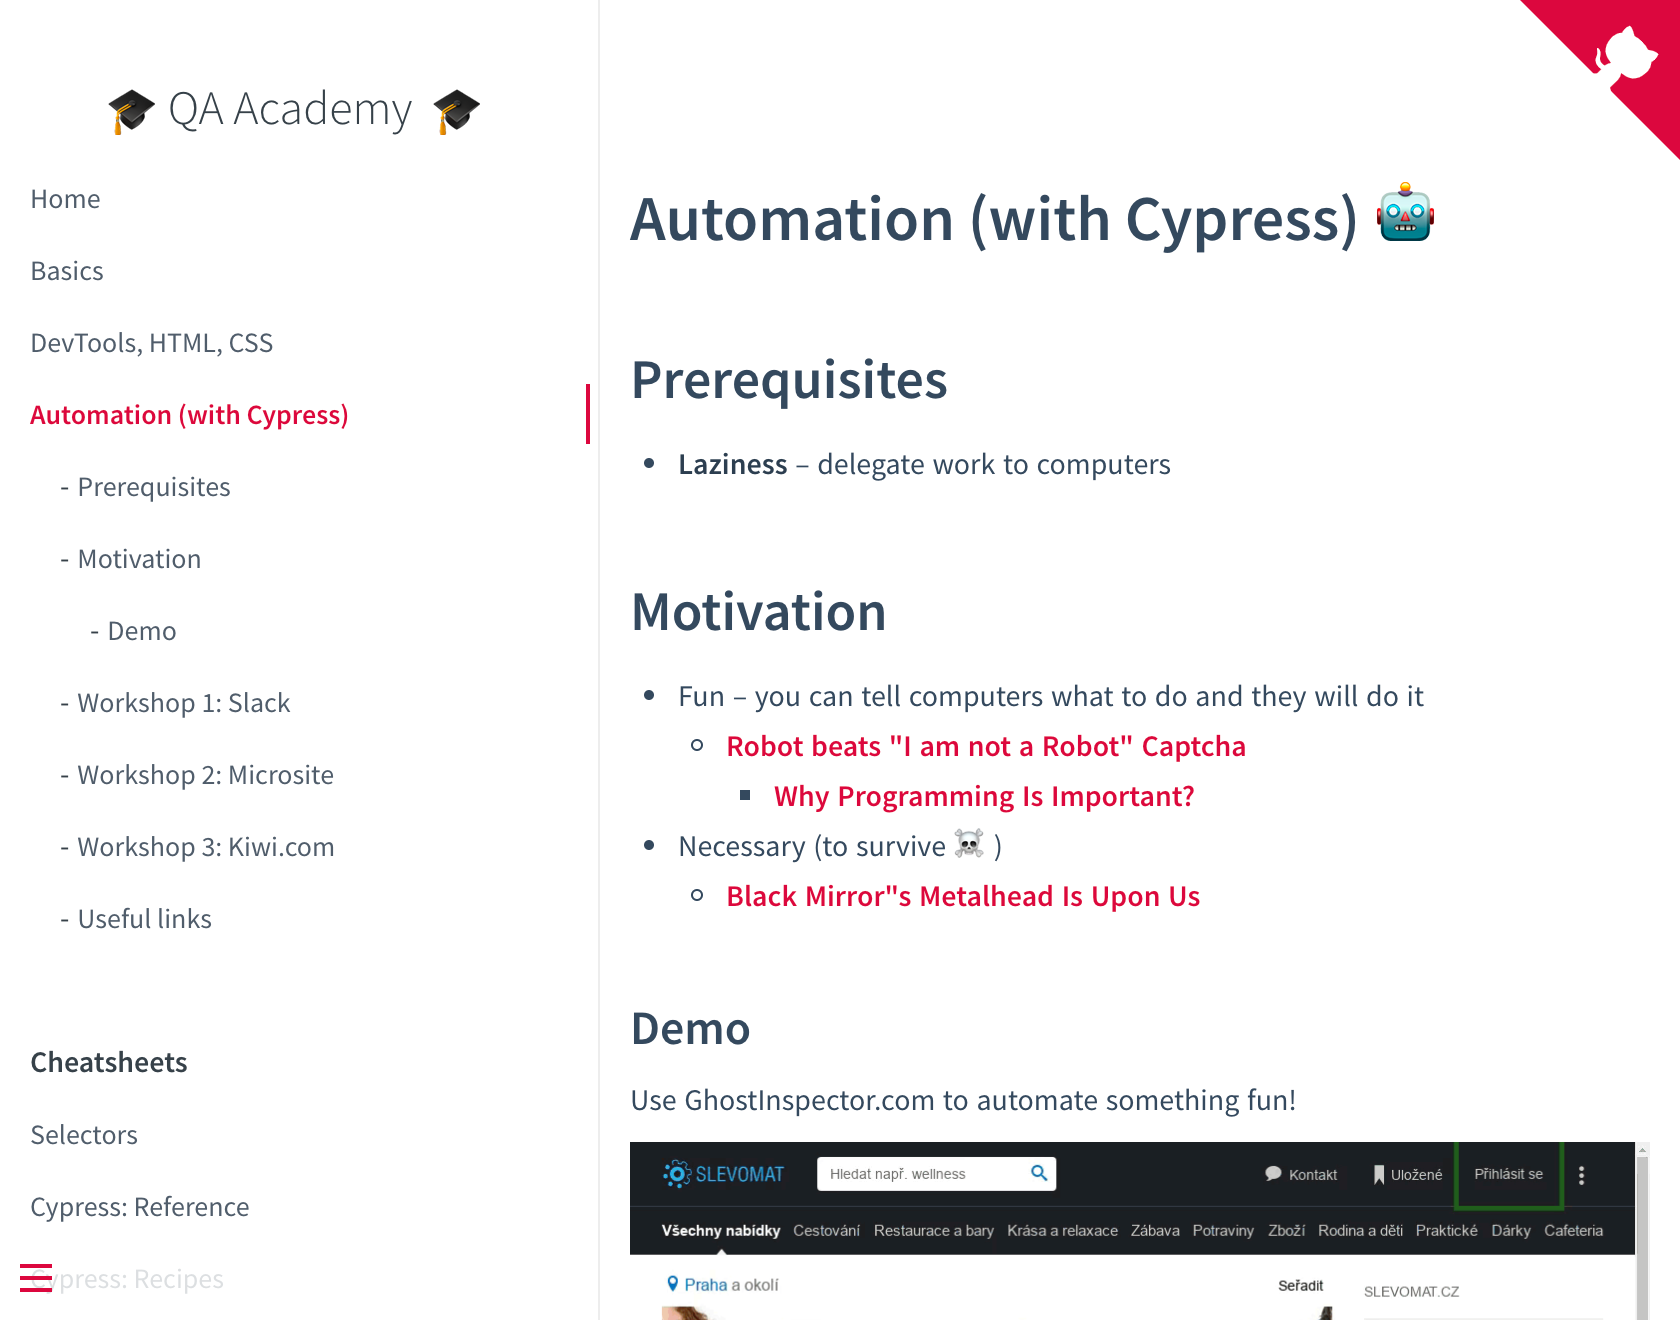 🎓 QA Academy 🎓
Home
Basics
DevTools, HTML, CSS
Automation (with Cypress)
- Prerequisites
- Motivation
- Demo
- Workshop 1: Slack
- Workshop 2: Microsite
- Workshop 3: Kiwi.com
- Useful links
Cheatsheets
Selectors
Cypress: Reference
Cypress: Recipes
Automation (with Cypress) 🤖
Prerequisites
Laziness – delegate work to computers
Motivation
Fun – you can tell computers what to do and they will do it
Robot beats "I am not a Robot" Captcha
Why Programming Is Important?
Necessary (to survive ☠️ )
Black Mirror"s Metalhead Is Upon Us
Demo
Use GhostInspector.com to automate something fun!
SLEVOMAT Hledat např. wellness Kontakt Uložené Přihlásit se
Všechny nabídky Cestování Restaurace a bary Krása a relaxace Zábava Potraviny Zboží Rodina a děti Praktické Dárky Cafeteria
Praha a okolí Seřadit SLEVOMAT.CZ